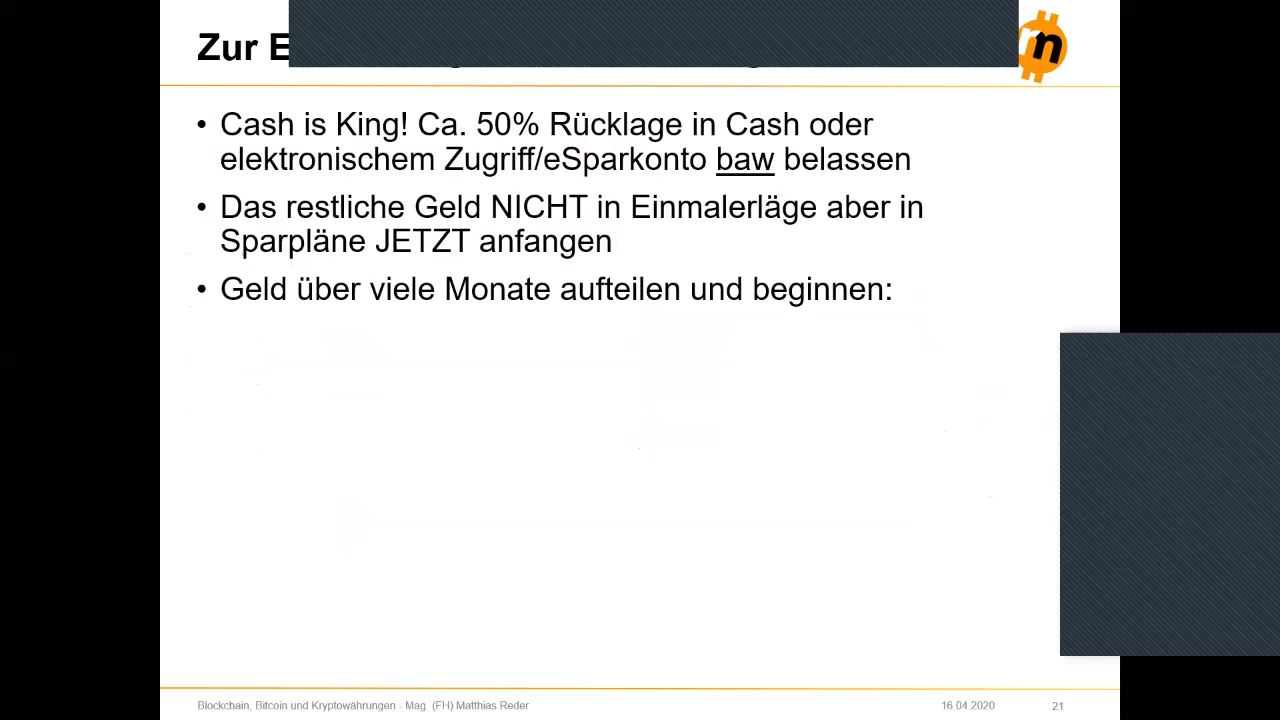 Zur
• Cash is King! Ca. 50% Rücklage in Cash oder
elektronischem Zugriff/eSparkonto baw belassen
• Das restliche Geld NICHT in Einmalerläge aber in
Sparpläne JETZT anfangen
• Geld über viele Monate aufteilen und beginnen:
Blockchain, Bitcoin und Kryptowährungen - Mag. (FH) Matthias Reder
16.04.2020
21